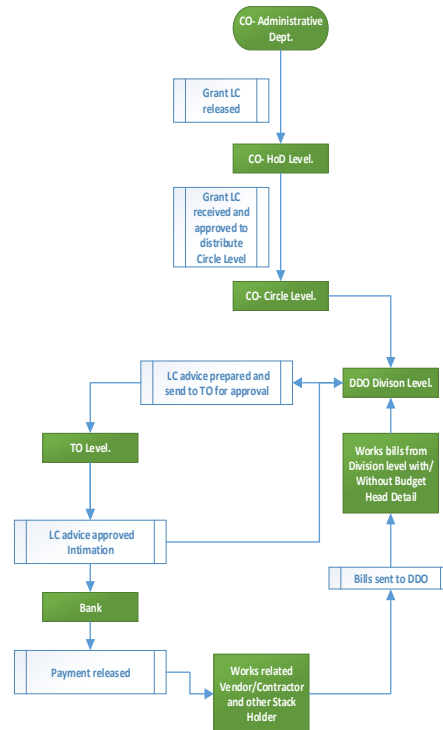 CO- Administrative
Dept.
Grant LC
released
CO- HoD Level.
Grant LC
received and
approved to
distribute
Circle Level
CO- Circle Level.
LC advice prepared and
send to TO for approval
DDO Divison Level.
TO Level.
Works bills from
Division level with/
Without Budget
Head Detail
LC advice approved
Intimation
Bills sent to DDO
Bank
Payment released
Works related
Vendor/Contractor
and other Stack
Holder